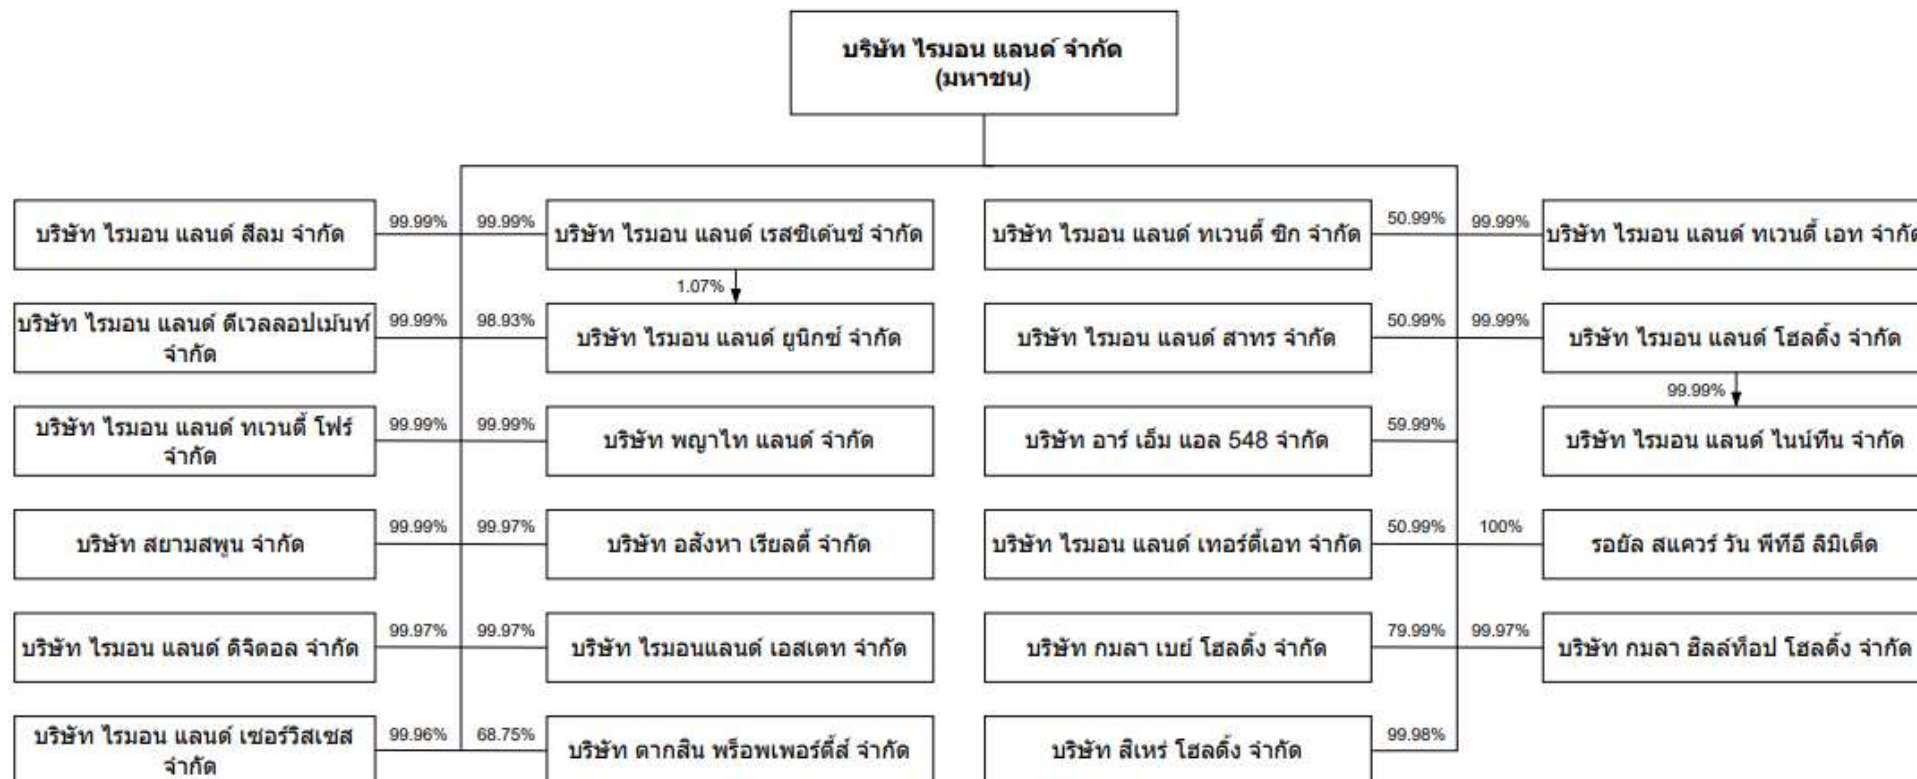 บริษัท ไรมอน แลนด์ จำกัด
(มหาชน)
บริษัท ไรมอน แลนด์ สีลม จำกัด
99.99%
99.99%
บริษัท ไรมอน แลนด์ เรสซิเด้นซ์ จำกัด
50.99%
บริษัท ไรมอน แลนด์ ทเวนตี้ ซิก จำกัด
99.99%
บริษัท ไรมอน แลนด์ ทเวนตี้ เอท จำกัด
1.07%
บริษัท ไรมอน แลนด์ ดีเวลลอปเม้นท์
จำกัด
99.99%
98.93%
บริษัท ไรมอน แลนด์ ยูนิกซ์ จำกัด
บริษัท ไรมอน แลนด์ สาทร จำกัด
50.99%
99.99%
บริษัท ไรมอน แลนด์ โฮลดิ้ง จำกัด
99.99%
บริษัท ไรมอน แลนด์ ทเวนตี้ โฟร์
จำกัด
99.99%
99.99%
บริษัท พญาไท แลนด์ จำกัด
บริษัท อาร์ เอ็ม แอล 548 จำกัด
59.99%
บริษัท ไรมอน แลนด์ ไนน์ทีน จำกัด
บริษัท สยามสพูน จำกัด
99.99%
99.97%
บริษัท อสังหา เรียลตี้ จำกัด
บริษัท ไรมอน แลนด์ เทอร์ตี้เอท จำกัด
50.99%
100%
รอยัล สแควร์ วัน พีทีอี ลิมิเต็ด
บริษัท ไรมอน แลนด์ ดิจิตอล จำกัด
99.97%
99.97%
บริษัท ไรมอนแลนด์ เอสเตท จำกัด
บริษัท กมลา เบย์ โฮลดิ้ง จำกัด
79.99%
99.97%
บริษัท กมลา ฮิลล์ท็อป โฮลดิ้ง จำกัด
บริษัท ไรมอน แลนด์ เซอร์วิสเซส
จำกัด
99.96%
68.75%
บริษัท ตากสิน พร็อพเพอร์ตี้ส์ จำกัด
บริษัท สิเหร่ โฮลดิ้ง จำกัด
99.98%